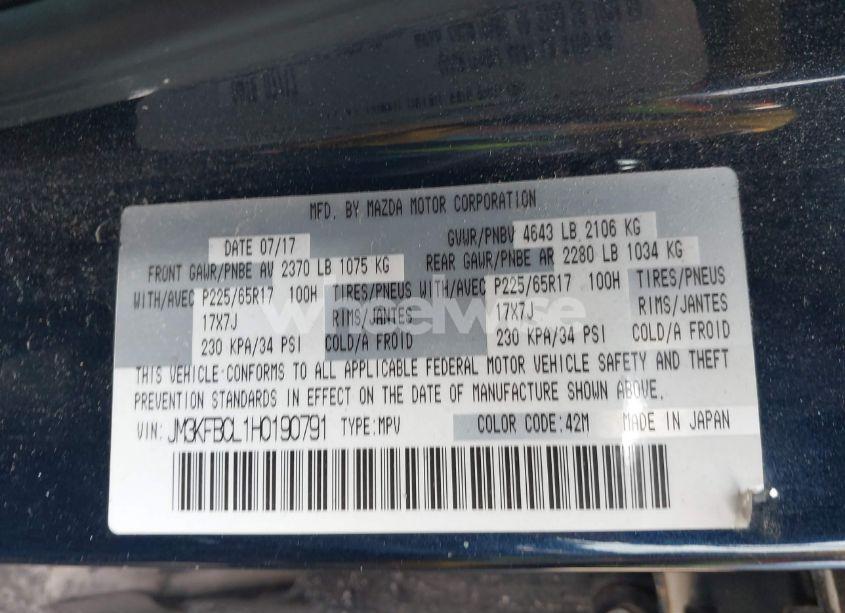 MFD. BY MAZDA MOTOR CORPORATION
DATE 07/17 GVWR/PNBV 4643 LB 2106 KG
FRONT GAWR/PNBE AV 2370 LB 1075 KG REAR GAWR/PNBE AR 2280 LB 1034 KG
WITH/AVEC P225/65R17 100H TIRES/PNEUS WITH/AVEC P225/65R17 100H TIRES/PNEUS
17X7J RIMS/JANTES 17X7J RIMS/JANTES
230 KPA/34 PSI COLD/A FROID 230 KPA/34 PSI COLD/A FROID
wheelwise
THIS VEHICLE CONFORMS TO ALL APPLICABLE FEDERAL MOTOR VEHICLE SAFETY AND THEFT
PREVENTION STANDARDS IN EFFECT ON THE DATE OF MANUFACTURE SHOWN ABOVE.
VIN: JM3KFBCL1H0190791 TYPE:MPV COLOR CODE:42M MADE IN JAPAN